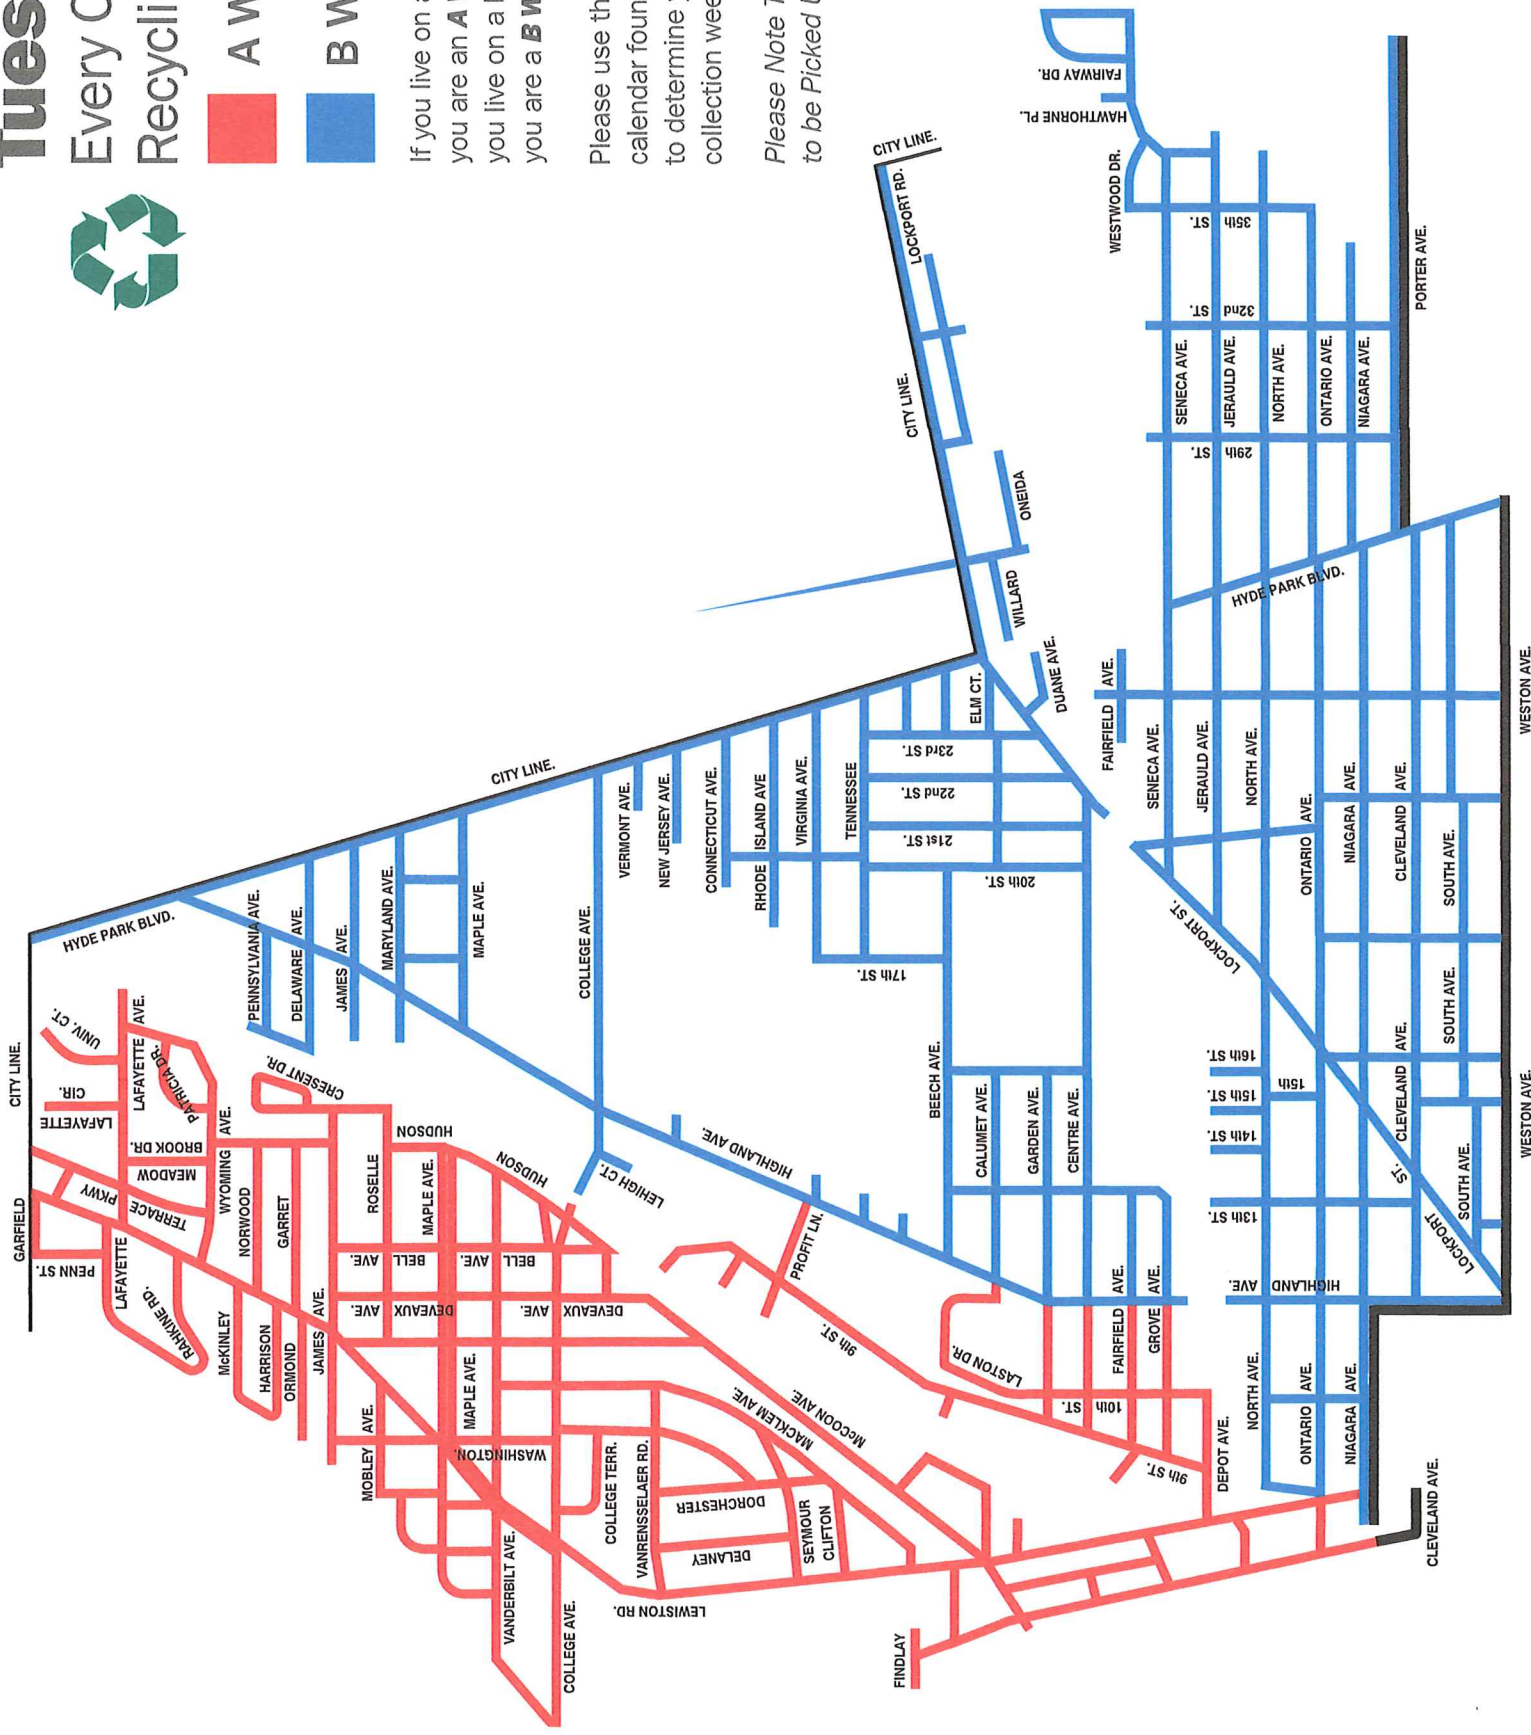 Tues
Every O
Recycli
A W
B W
If you live on a
you are an A
you live on a
you are a B W
Please use th
calendar foun
to determine
collection wee
Please Note T
to be Picked
FAIRWAY DR.
HAWTHORNE PL.
CITY LINE.
LOCKPORT RD.
WESTWOOD DR.
35th ST.
PORTER AVE.
32nd ST.
SENECA AVE.
JERAULD AVE.
NORTH AVE.
ONTARIO AVE.
NIAGARA AVE.
CITY LINE.
29th ST.
ONEIDA
WILLARD
DUANE AVE.
HYDE PARK BLVD.
FAIRFIELD AVE.
ELM CT.
WESTON AVE.
SENECA AVE.
JERAULD AVE.
NORTH AVE.
ONTARIO AVE.
NIAGARA AVE.
CLEVELAND AVE.
SOUTH AVE.
23rd ST.
22nd ST.
21st ST.
20th ST.
CITY LINE.
VERMONT AVE.
NEW JERSEY AVE.
CONNECTICUT AVE.
RHODE ISLAND AVE
VIRGINIA AVE.
TENNESSEE
17th ST.
LOCKPORT ST.
HYDE PARK BLVD.
PENNSYLVANIA AVE.
DELAWARE AVE.
JAMES AVE.
MARYLAND AVE.
MAPLE AVE.
COLLEGE AVE.
BEECH AVE.
CALUMET AVE.
GARDEN AVE.
CENTRE AVE.
16th ST.
15th ST.
15th
14th ST.
13th ST.
CLEVELAND AVE.
SOUTH AVE.
SOUTH AVE.
WESTON AVE.
LOCKPORT ST.
HIGHLAND AVE
CITY LINE.
UNIV. CT.
LAFAYETTE CIR.
LAFAYETTE AVE.
PATRICIA DR.
MEADOW BROOK DR.
TERRACE PKWY
GARFIELD
PENN ST.
LAFAYETTE
RAHKINE RD.
CRESENT DR.
WYOMING AVE.
NORWOOD
GARRET
ROSELLE
HUDSON
MAPLE AVE.
HUDSON
LEHIGH CT.
HIGHLAND AVE.
PROFIT LN.
BELL AVE.
BELL AVE.
DEVEAUX AVE.
DEVEAUX AVE.
McKINLEY
HARRISON
ORMOND
JAMES AVE.
MOBLEY AVE.
MAPLE AVE.
WASHINGTON.
VANDERBILT AVE.
COLLEGE AVE.
COLLEGE TERR.
VANRENSSELAER RD.
MACKLEM AVE.
McCOON AVE.
DORCHESTER
DELANEY
SEYMOUR
CLIFTON
LEWISTON RD.
FINDLAY
9th ST.
LASTON DR.
10th ST.
FAIRFIELD AVE.
GROVE AVE.
9th ST.
DEPOT AVE.
NORTH AVE.
ONTARIO AVE.
NIAGARA AVE.
CLEVELAND AVE.